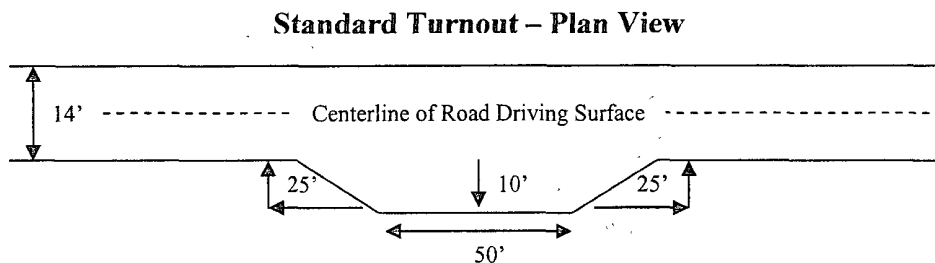 Standard Turnout – Plan View
14'
Centerline of Road Driving Surface
25'
10'
25'
50'